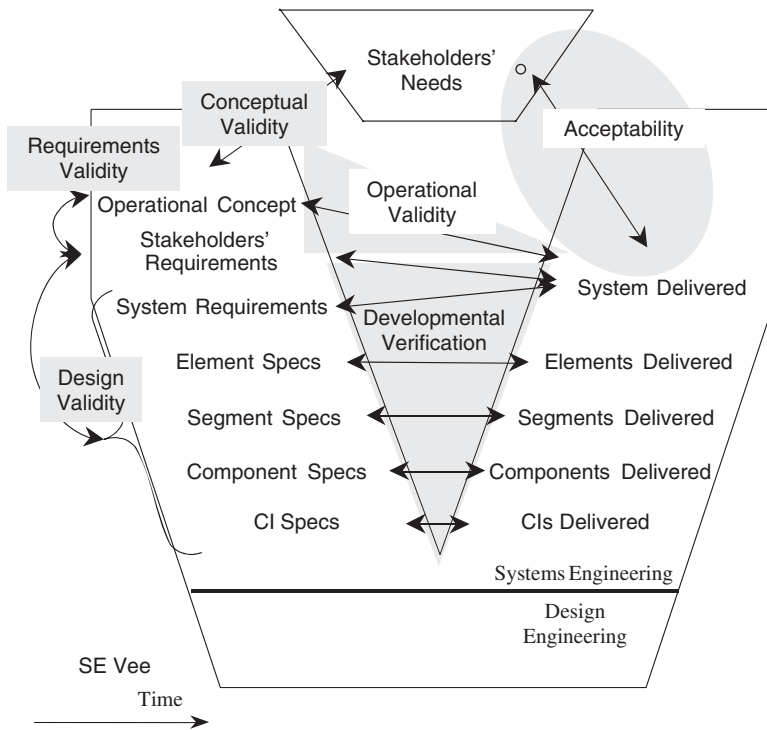 Stakeholders'
Needs
Conceptual
Validity
Acceptability
Requirements
Validity
Operational
Validity
Operational Concept
Stakeholders'
Requirements
System Delivered
System Requirements
Developmental
Verification
Element Specs
Elements Delivered
Design
Validity
Segment Specs
Segments Delivered
Component Specs
Components Delivered
CI Specs
CIs Delivered
Systems Engineering
Design
Engineering
SE Vee
Time